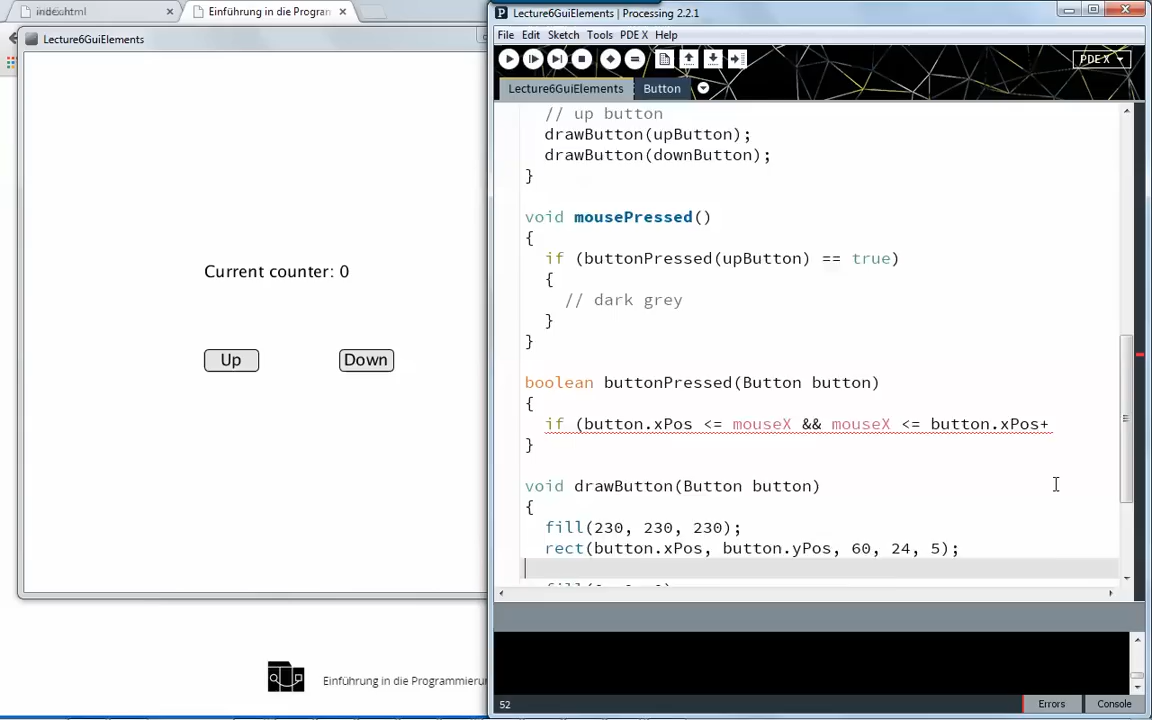 index.html
Einführung in die Program
Lecture6GuiElements
Current counter: 0
Up
Down
Einführung in die Programmierun
Lecture6GuiElements | Processing 2.2.1
File Edit Sketch Tools PDE X Help
PDE X
Lecture6GuiElements
Button
// up button
drawButton(upButton);
drawButton(downButton);
}
void mousePressed()
{
if (buttonPressed(upButton) == true)
{
// dark grey
}
}
boolean buttonPressed(Button button)
{
if (button.xPos <= mouseX && mouseX <= button.xPos+
}
void drawButton(Button button)
{
fill(230, 230, 230);
rect(button.xPos, button.yPos, 60, 24, 5);
52
Errors
Console